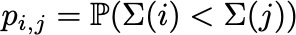 p_{i,j} = ℙ(Σ(i) < Σ(j))